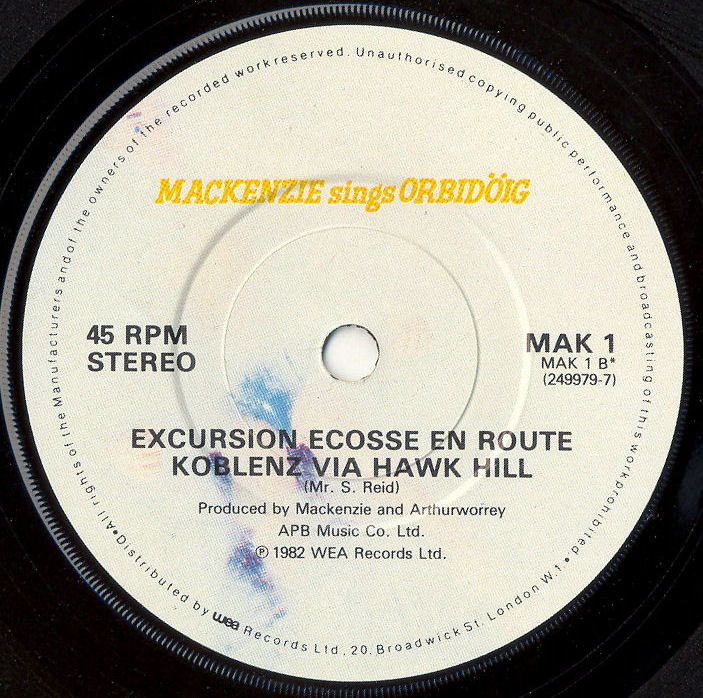 All rights of the Manufacturers and of the owners of the recorded work reserved. Unauthorised copying public performance and broadcasting of this work prohibited.
MACKENZIE sings ORBIDÖIG
45 RPM
STEREO
MAK 1
MAK 1 B*
(249979-7)
EXCURSION ECOSSE EN ROUTE
KOBLENZ VIA HAWK HILL
(Mr. S. Reid)
Produced by Mackenzie and Arthurworrey
APB Music Co. Ltd.
℗ 1982 WEA Records Ltd.
•Distributed by wea Records Ltd, 20. Broadwick St. London W.1.•